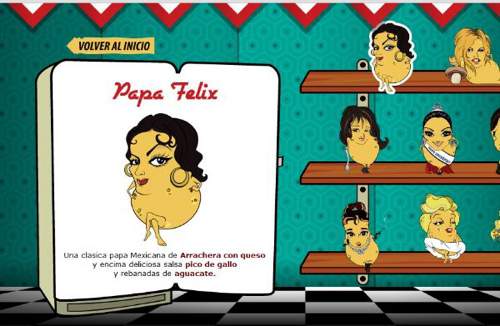 VOLVER AL INICIO
Papa Felix
Una clasica papa Mexicana de Arrachera con queso
y encima deliciosa salsa pico de gallo
y rebanadas de aguacate.